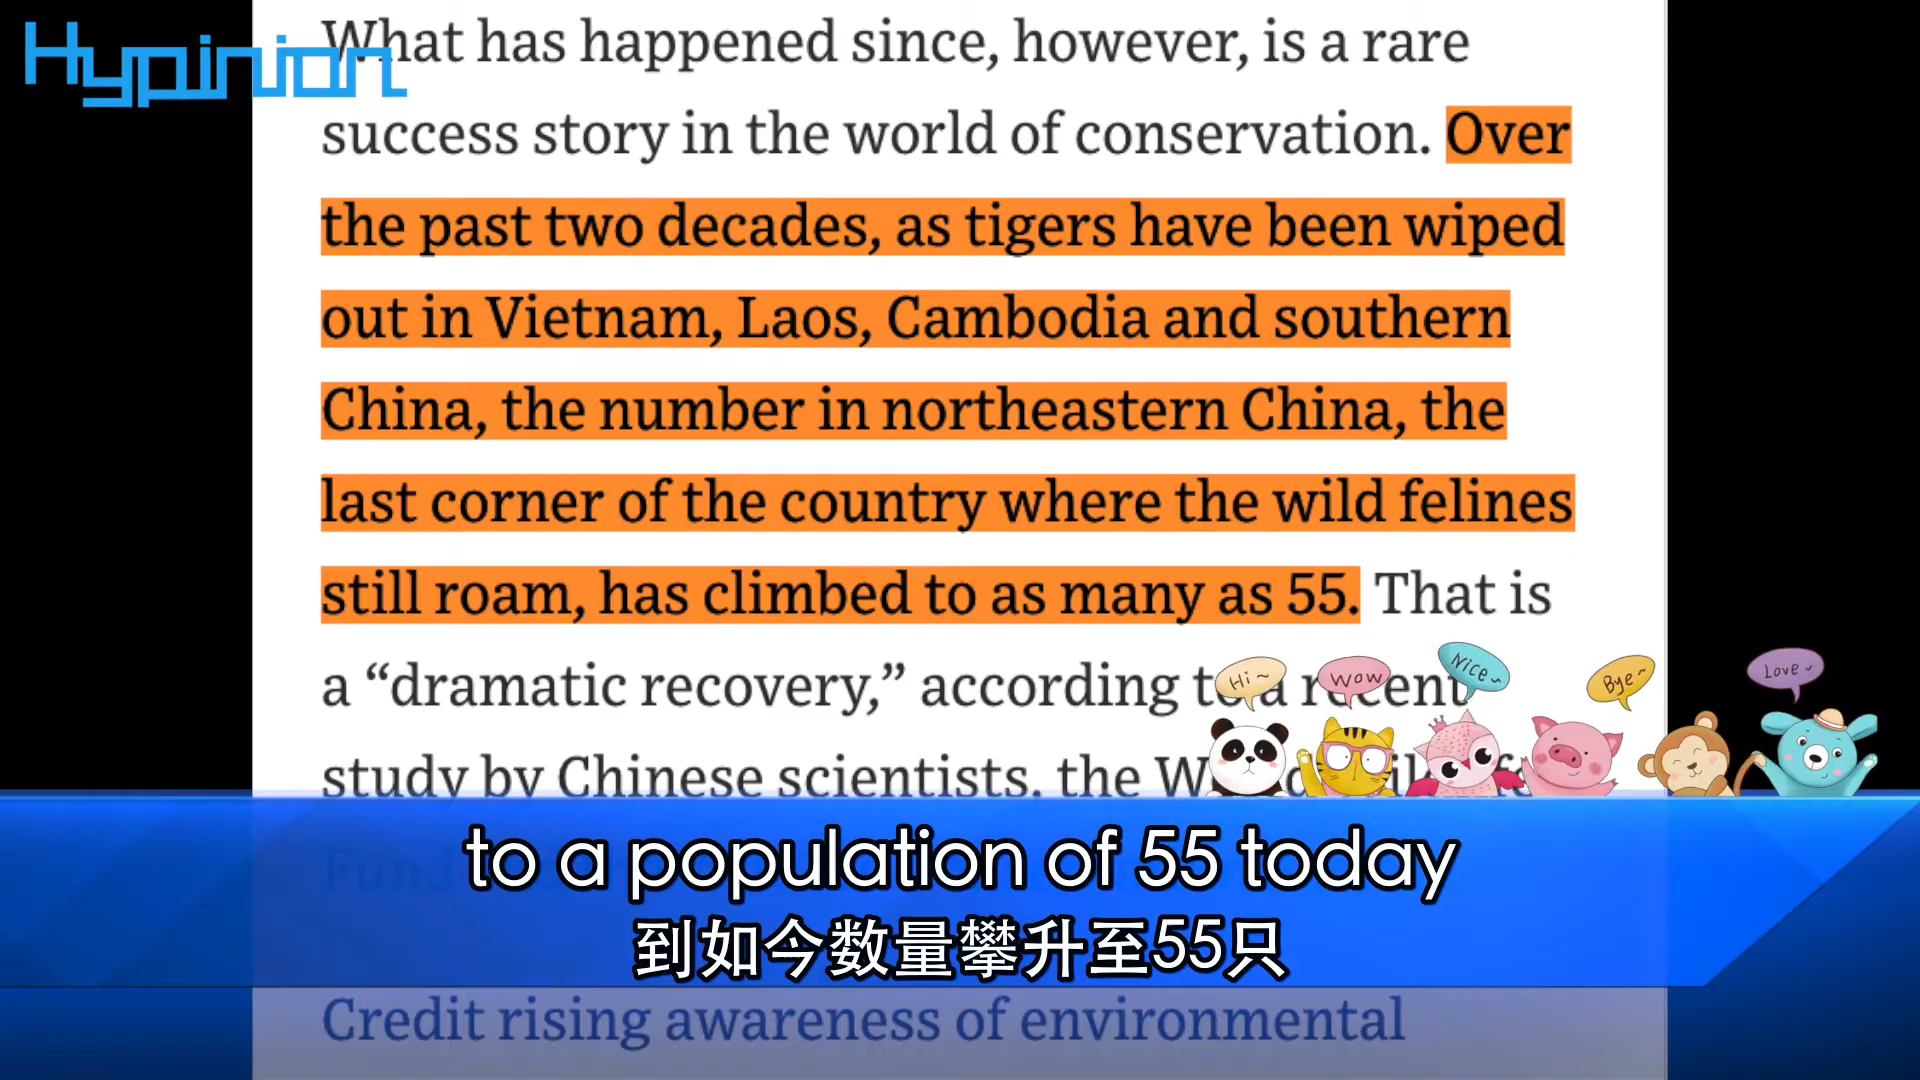 Hypinion
What has happened since, however, is a rare
success story in the world of conservation. Over
the past two decades, as tigers have been wiped
out in Vietnam, Laos, Cambodia and southern
China, the number in northeastern China, the
last corner of the country where the wild felines
still roam, has climbed to as many as 55. That is
a “dramatic recovery,” according to a recent
Hi~
wow
Nice~
Bye~
Love
study by Chinese scientists, the World Wildlife
Fund
to a population of 55 today
到如今数量攀升至55只
Credit rising awareness of environmental